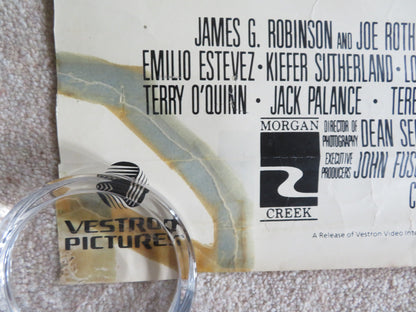 JAMES G. ROBINSON AND JOE ROTH
EMILIO ESTEVEZ · KIEFER SUTHERLAND · LO
TERRY O'QUINN · JACK PALANCE · TERE
MORGAN
CREEK
DIRECTOR OF
PHOTOGRAPHY DEAN SE
EXECUTIVE
PRODUCERS JOHN FUS
C
VESTRON
PICTURES
A Release of Vestron Video Inte